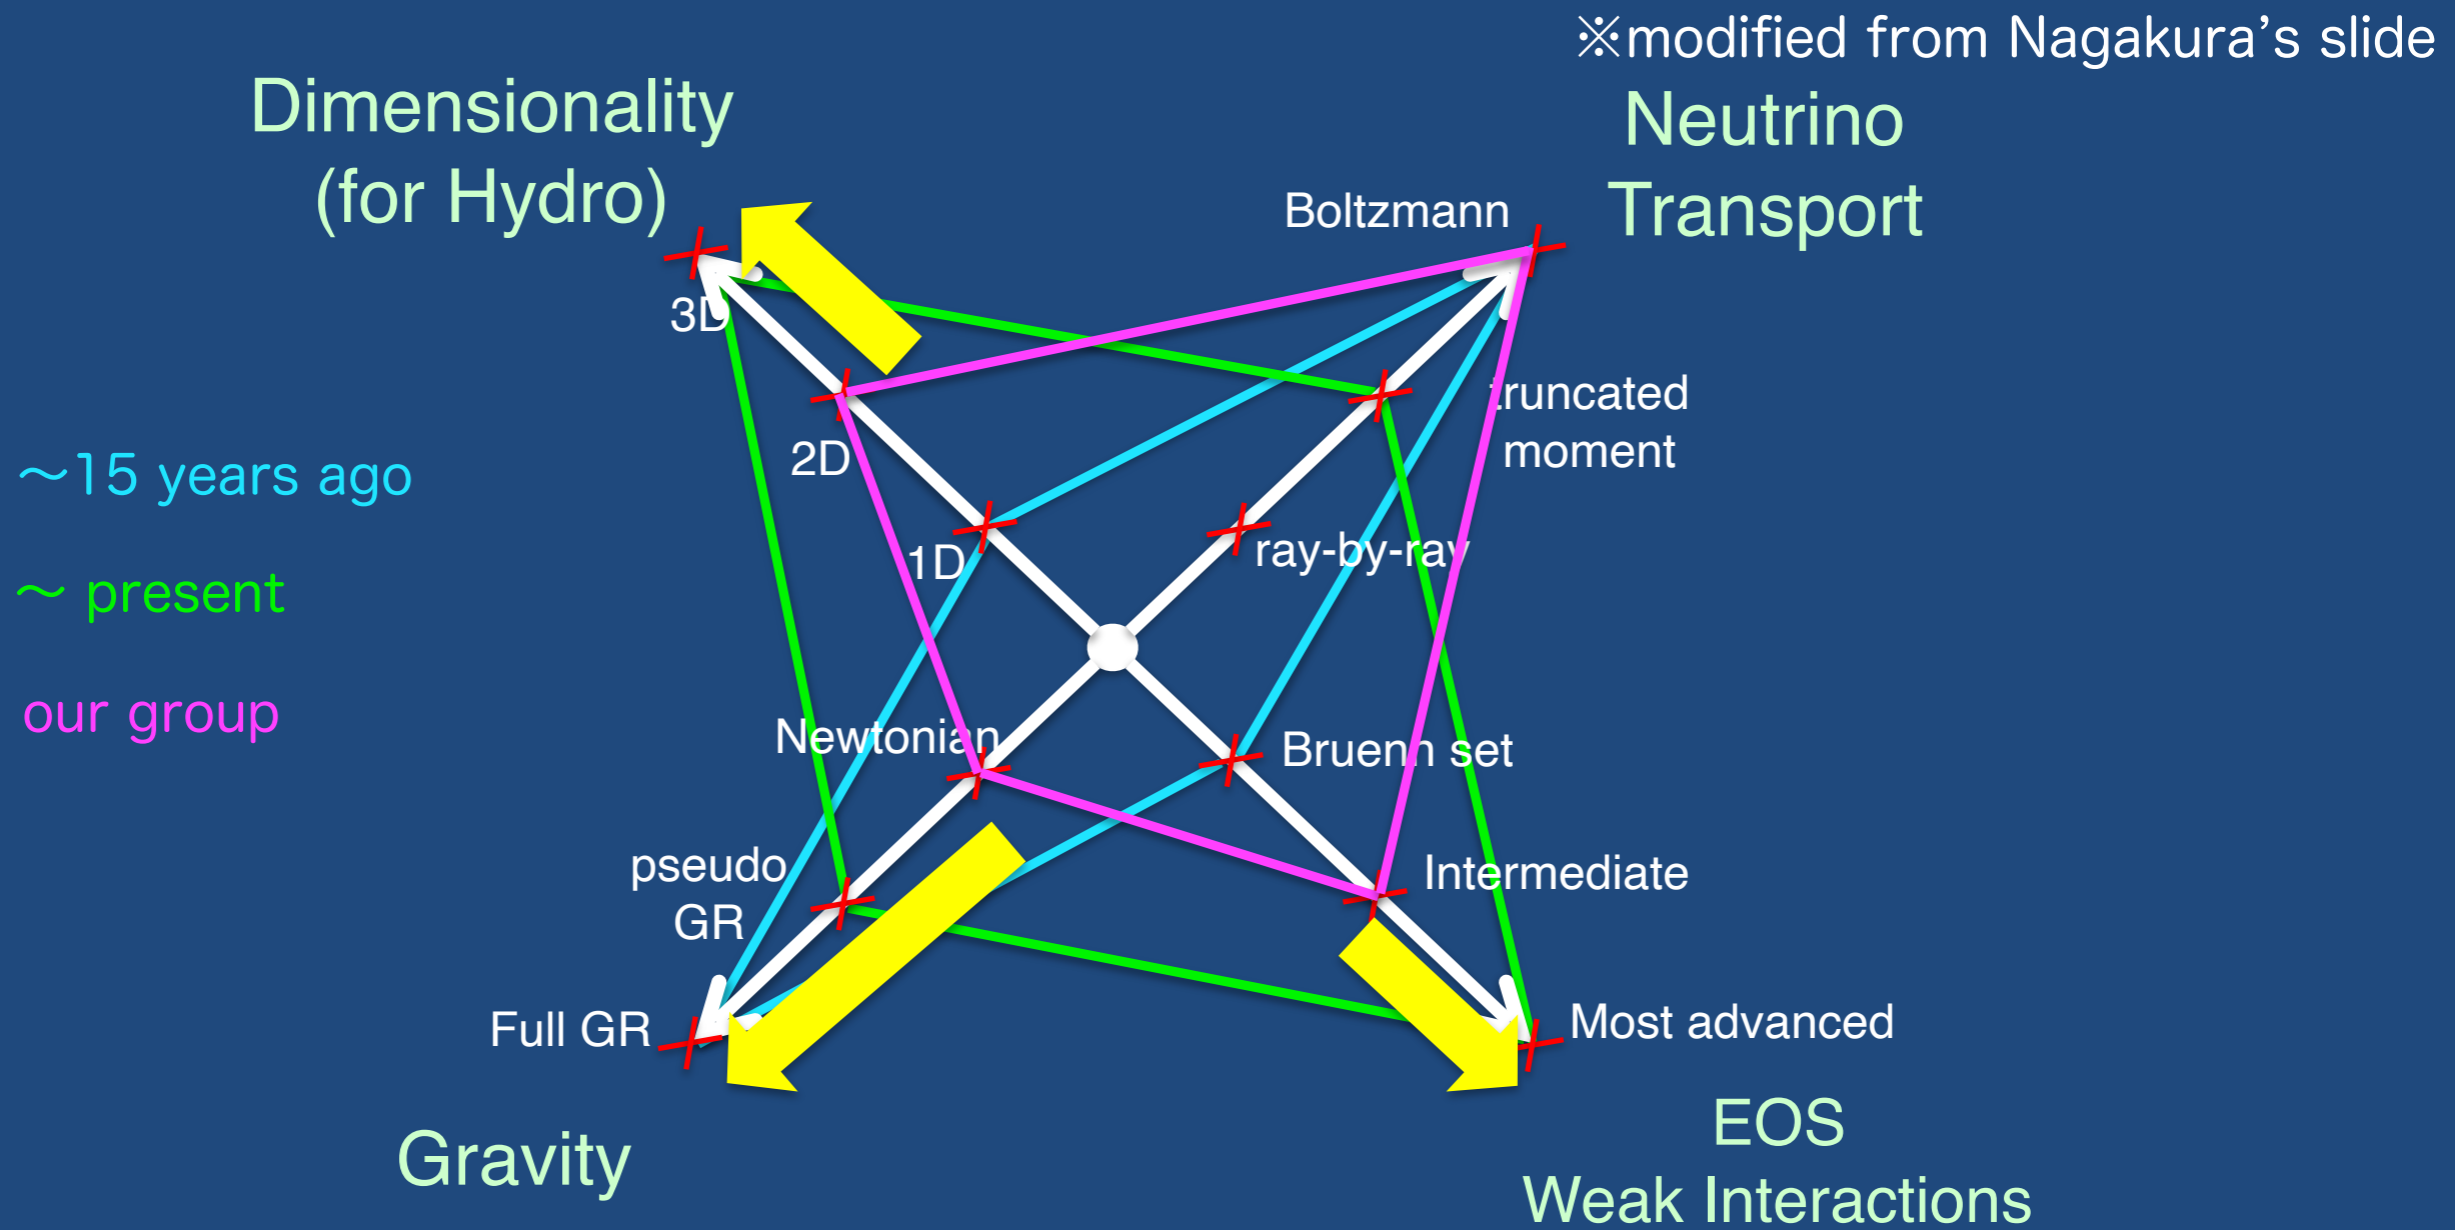 ※modified from Nagakura's slide
Dimensionality
(for Hydro)
Neutrino
Transport
Boltzmann
3D
truncated
moment
2D
～15 years ago
1D
ray-by-ray
～ present
our group
Newtonian
Bruenn set
pseudo
GR
Intermediate
Full GR
Most advanced
Gravity
EOS
Weak Interactions